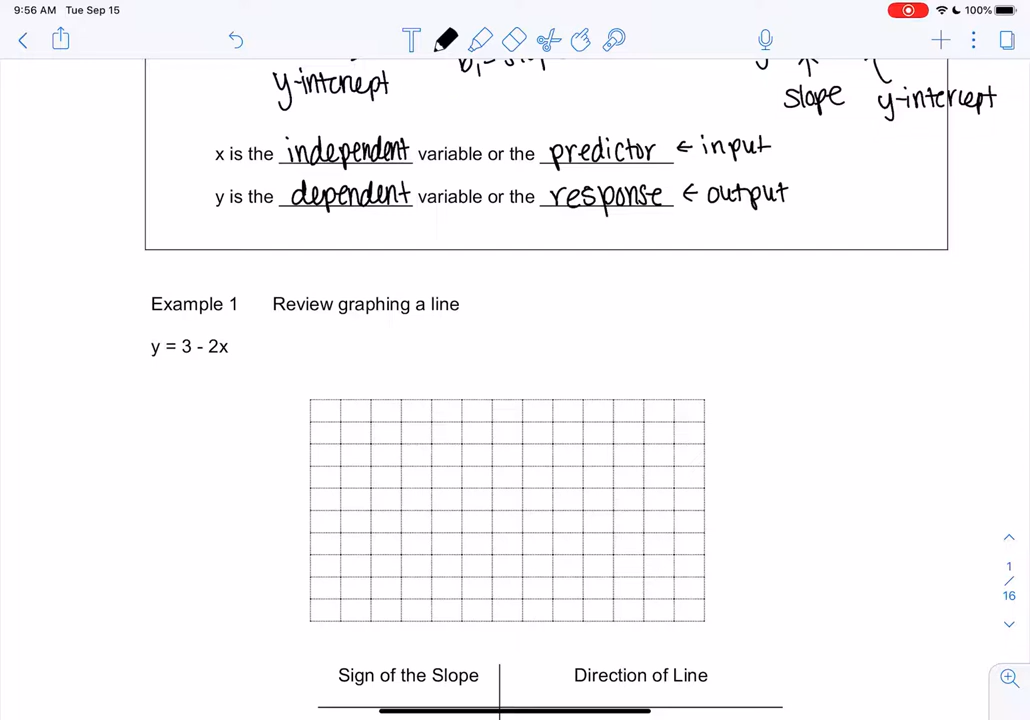 9:56 AM Tue Sep 15
100%
y-intercept
b₁-slope
slope
y-intercept
x is the independent variable or the predictor ← input
y is the dependent variable or the response ← output
Example 1 Review graphing a line
y = 3 - 2x
1
/
16
Sign of the Slope Direction of Line